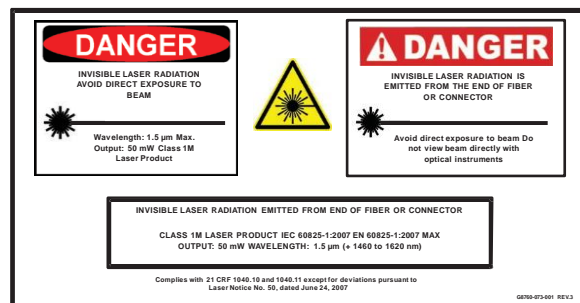 DANGER
INVISIBLE LASER RADIATION
AVOID DIRECT EXPOSURE TO
BEAM
Wavelength: 1.5 µm Max.
Output: 50 mW Class 1M
Laser Product
DANGER
INVISIBLE LASER RADIATION IS
EMITTED FROM THE END OF FIBER
OR CONNECTOR
Avoid direct exposure to beam Do
not view beam directly with
optical instruments
INVISIBLE LASER RADIATION EMITTED FROM END OF FIBER OR CONNECTOR
CLASS 1M LASER PRODUCT IEC 60825-1:2007 EN 60825-1:2007 MAX
OUTPUT: 50 mW WAVELENGTH: 1.5 µm (+ 1460 to 1620 nm)
Complies with 21 CRF 1040.10 and 1040.11 except for deviations pursuant to
Laser Notice No. 50, dated June 24, 2007
G8760-073-001 REV.3